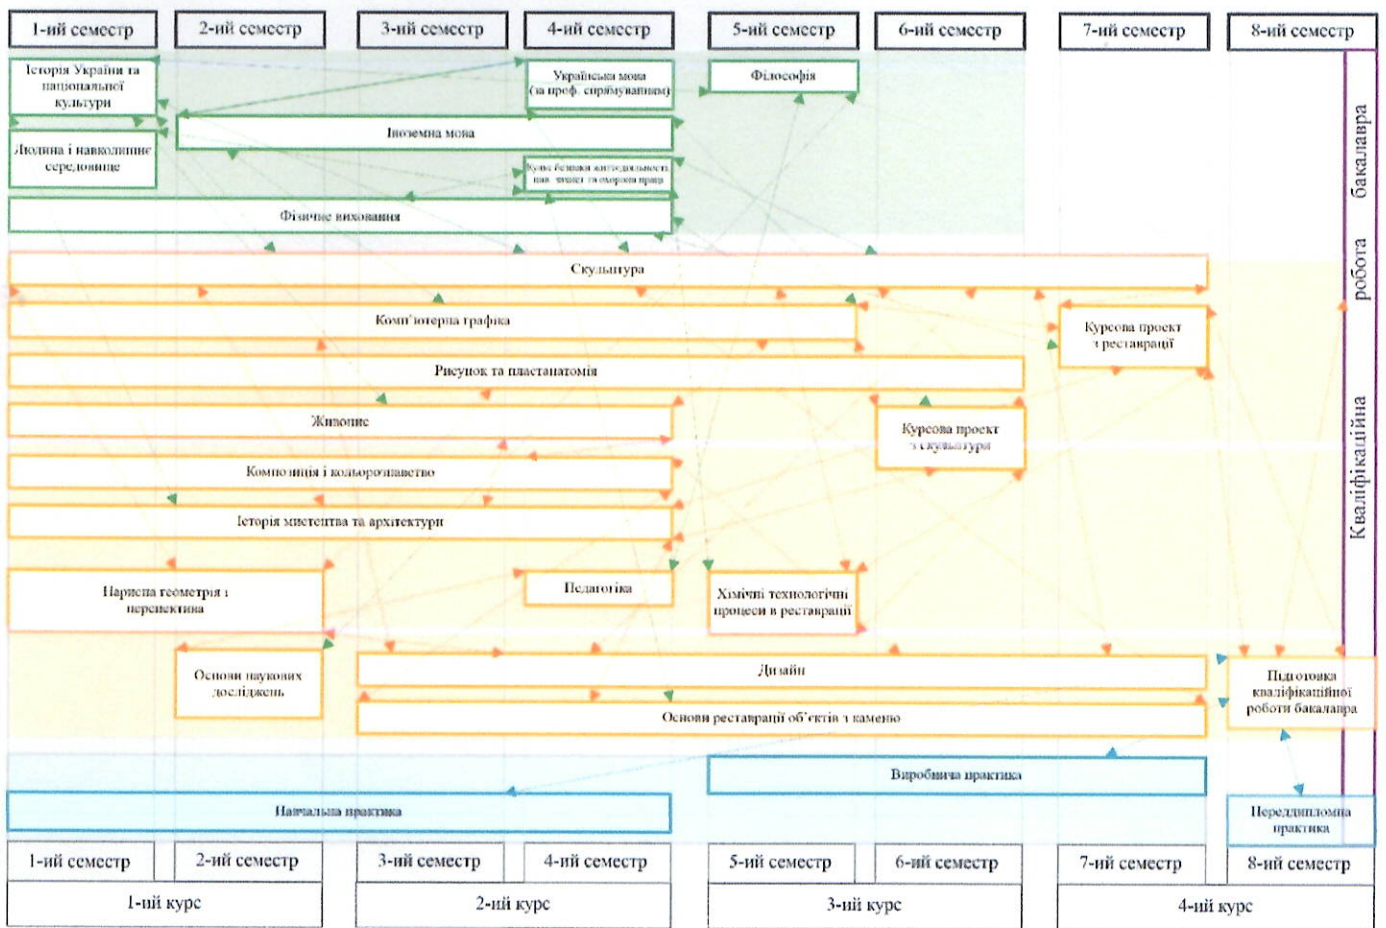 1-ий семестр
2-ий семестр
3-ий семестр
4-ий семестр
5-ий семестр
6-ий семестр
7-ий семестр
8-ий семестр
Історія України та
національної
культури
Українська мова
(за проф. спрямуванням)
Філософія
Іноземна мова
Людина і навколишнє
середовище
безпеки життєдіяльності,
захист та охорона праці
Фізичне виховання
Скульптура
Комп'ютерна графіка
Курсова проект
з реставрації
Рисунок та пластанатомія
Живопис
Курсова проект
з скульптури
Композиція і кольорознавство
Історія мистецтва та архітектури
Нарисна геометрія і
перспектива
Педагогіка
Хімічні технологічні
процеси в реставрації
Основи наукових
досліджень
Дизайн
Основи реставрації об'єктів з каменю
Підготовка
кваліфікаційної
роботи бакалавра
Виробнича практика
Навчальна практика
Переддипломна
практика
Кваліфікаційна робота бакалавра
1-ий семестр
2-ий семестр
3-ий семестр
4-ий семестр
5-ий семестр
6-ий семестр
7-ий семестр
8-ий семестр
1-ий курс
2-ий курс
3-ий курс
4-ий курс